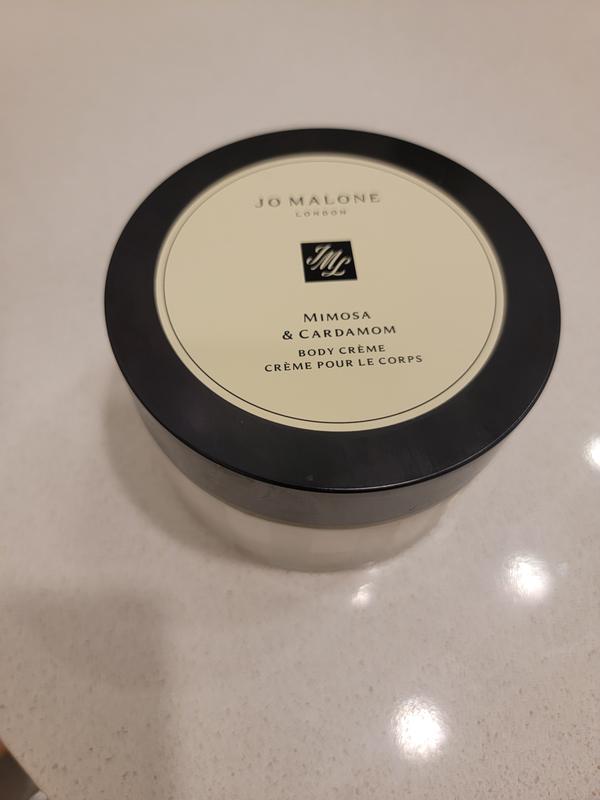 JO MALONE
LONDON
JML
MIMOSA
& CARDAMOM
BODY CRÈME
CRÈME POUR LE CORPS